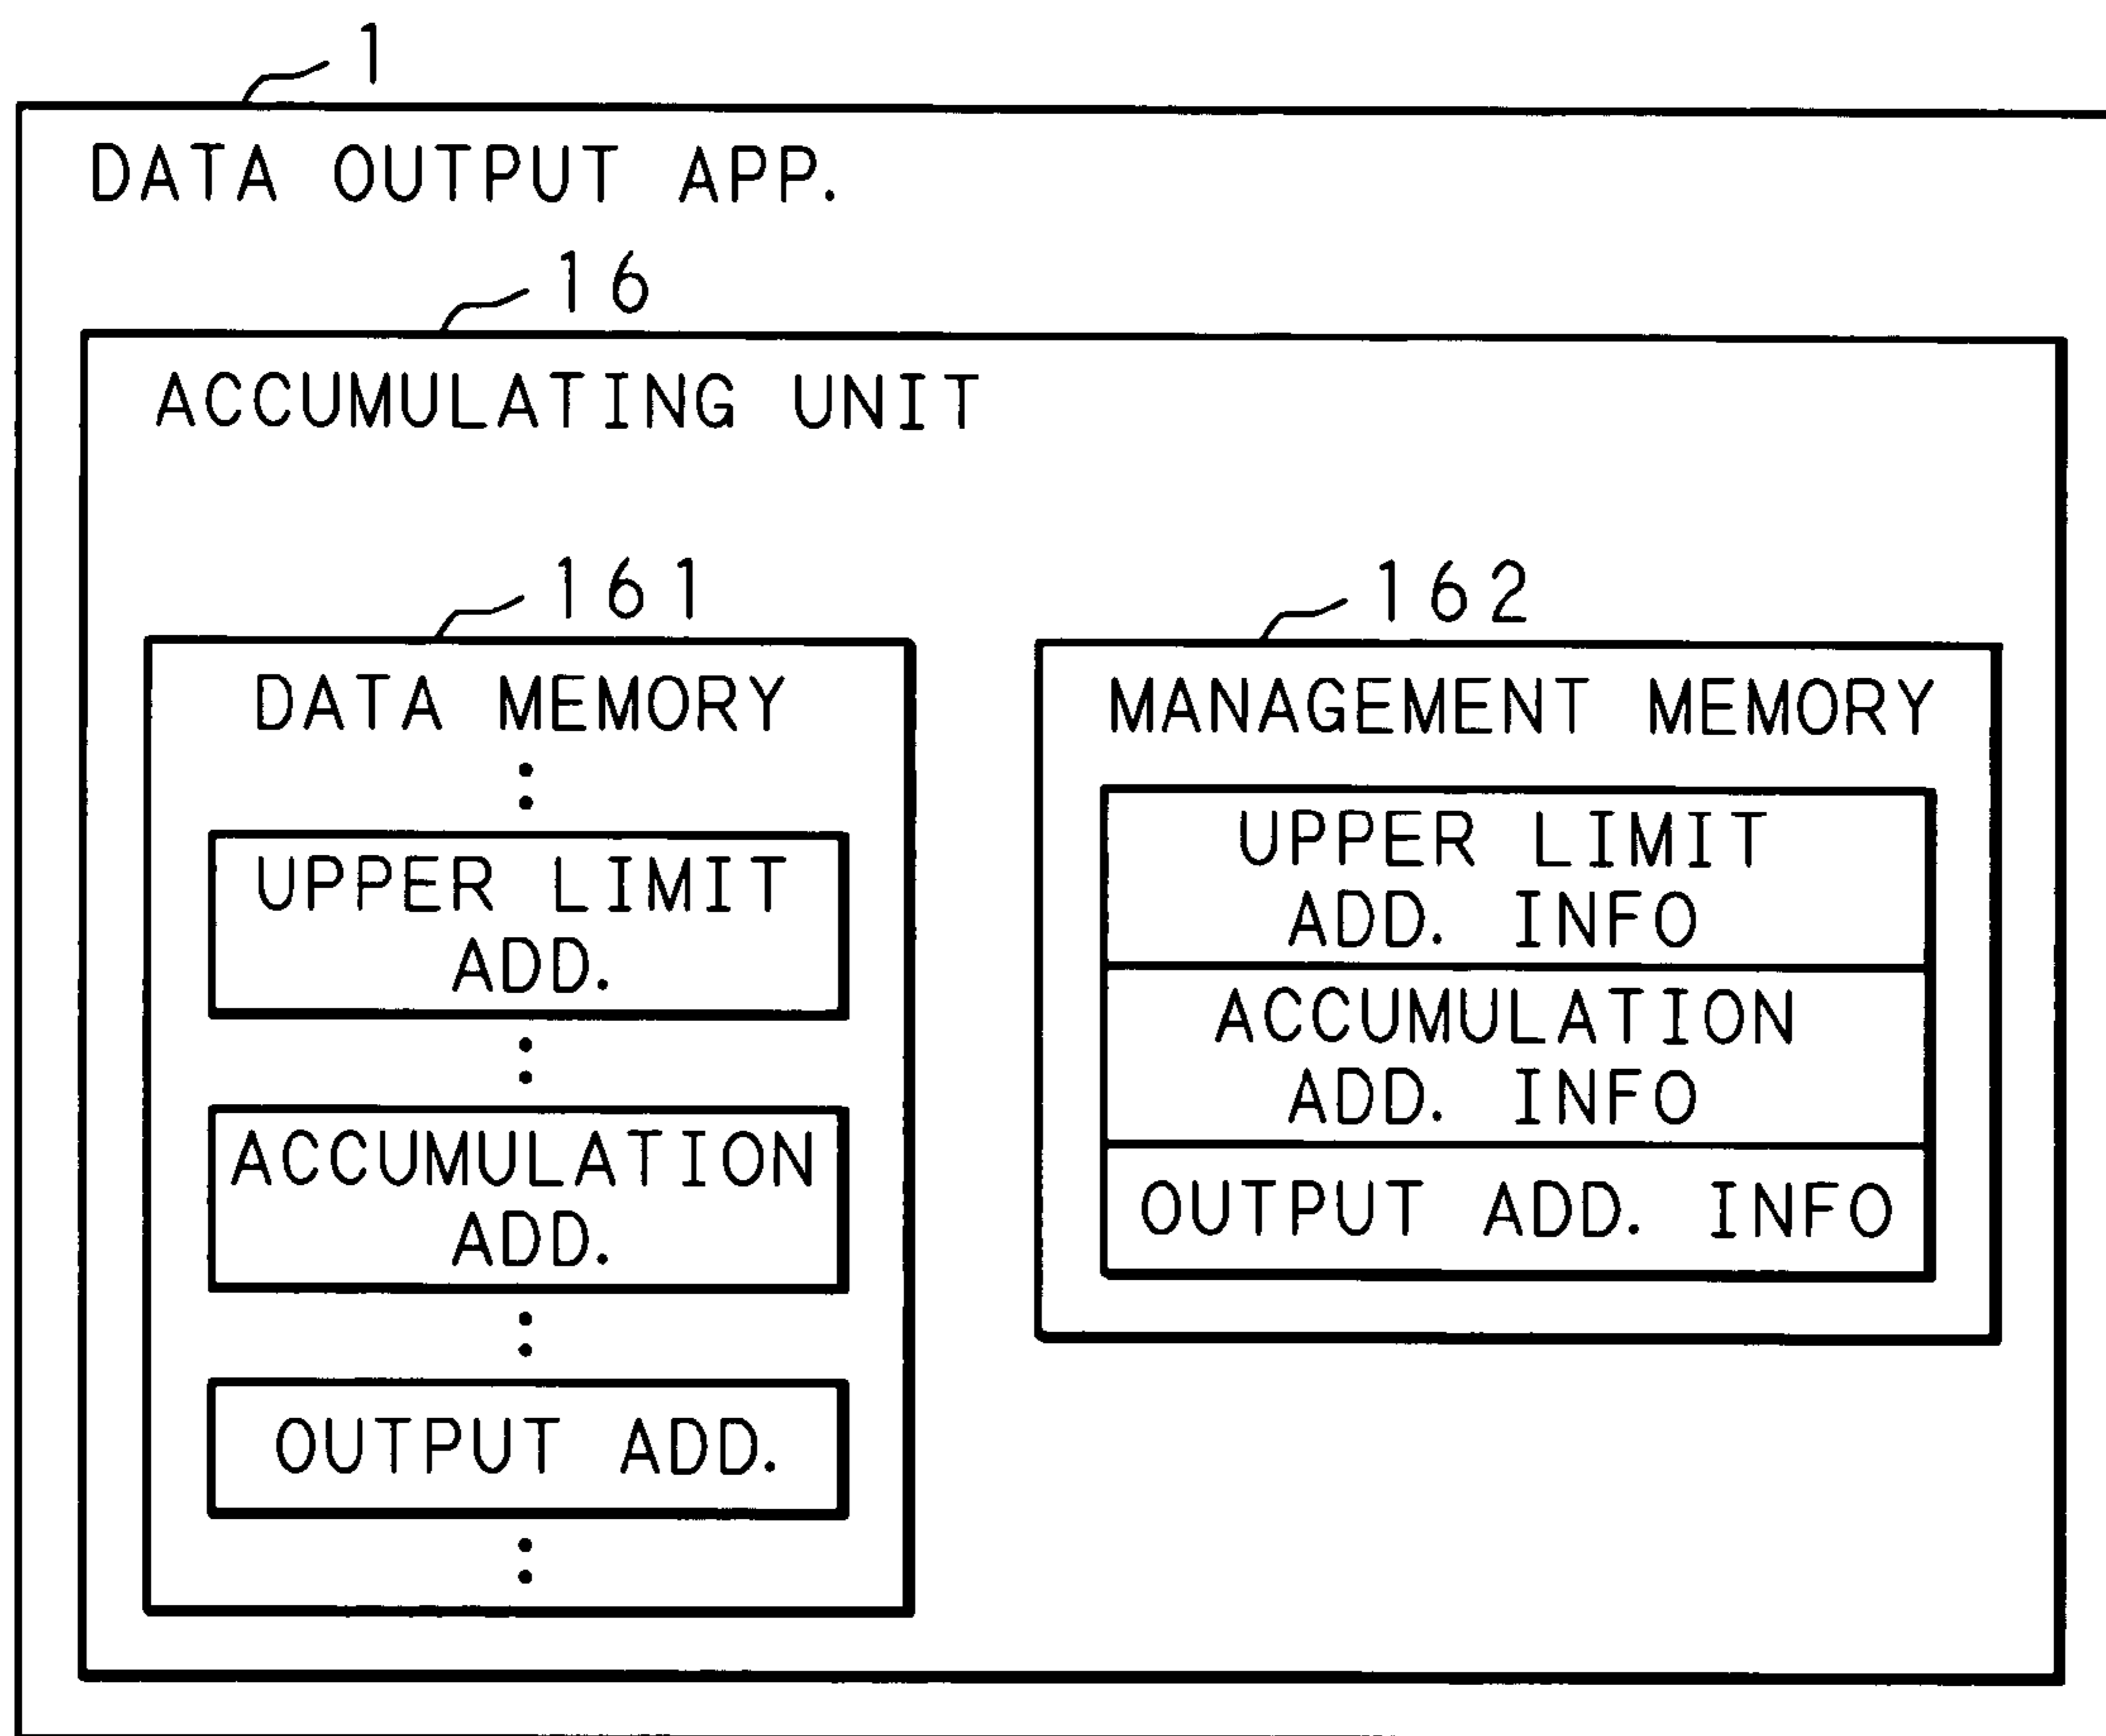 1
DATA OUTPUT APP.
16
ACCUMULATING UNIT
161
DATA MEMORY
UPPER LIMIT
ADD.
ACCUMULATION
ADD.
OUTPUT ADD.
162
MANAGEMENT MEMORY
UPPER LIMIT
ADD. INFO
ACCUMULATION
ADD. INFO
OUTPUT ADD. INFO